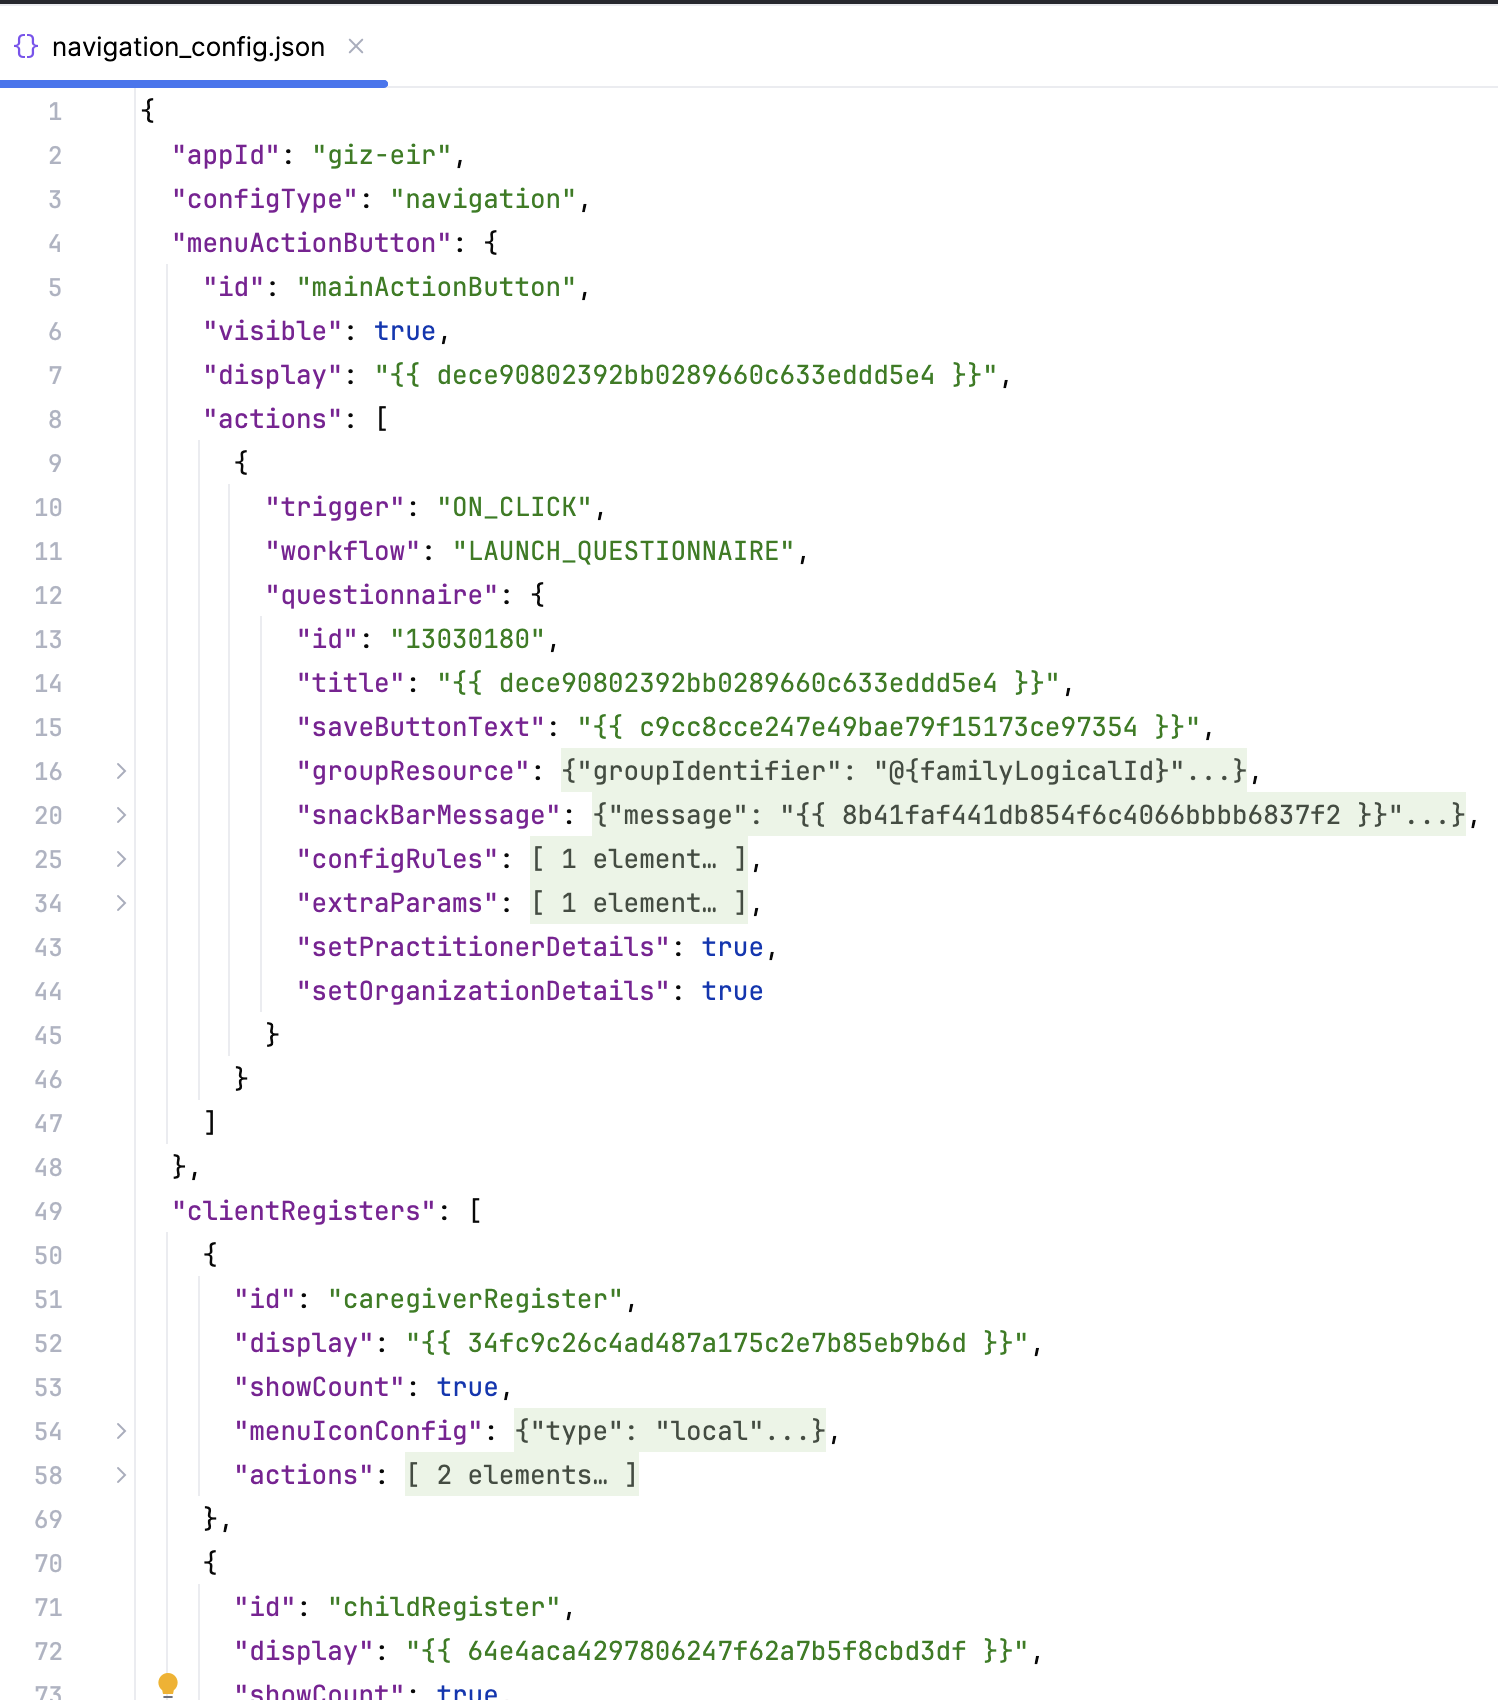 navigation_config.json
1 {
2 "appId": "giz-eir",
3 "configType": "navigation",
4 "menuActionButton": {
5 "id": "mainActionButton",
6 "visible": true,
7 "display": "{{ dece90802392bb0289660c633eddd5e4 }}",
8 "actions": [
9 {
10 "trigger": "ON_CLICK",
11 "workflow": "LAUNCH_QUESTIONNAIRE",
12 "questionnaire": {
13 "id": "13030180",
14 "title": "{{ dece90802392bb0289660c633eddd5e4 }}",
15 "saveButtonText": "{{ c9cc8cce247e49bae79f15173ce97354 }}",
16 "groupResource": {"groupIdentifier": "@{familyLogicalId}"...},
20 "snackBarMessage": {"message": "{{ 8b41faf441db854f6c4066bbbb6837f2 }}"...},
25 "configRules": [ 1 element… ],
34 "extraParams": [ 1 element… ],
43 "setPractitionerDetails": true,
44 "setOrganizationDetails": true
45 }
46 }
47 ]
48 },
49 "clientRegisters": [
50 {
51 "id": "caregiverRegister",
52 "display": "{{ 34fc9c26c4ad487a175c2e7b85eb9b6d }}",
53 "showCount": true,
54 "menuIconConfig": {"type": "local"...},
58 "actions": [ 2 elements… ]
69 },
70 {
71 "id": "childRegister",
72 "display": "{{ 64e4aca4297806247f62a7b5f8cbd3df }}",
73 "showCount": true